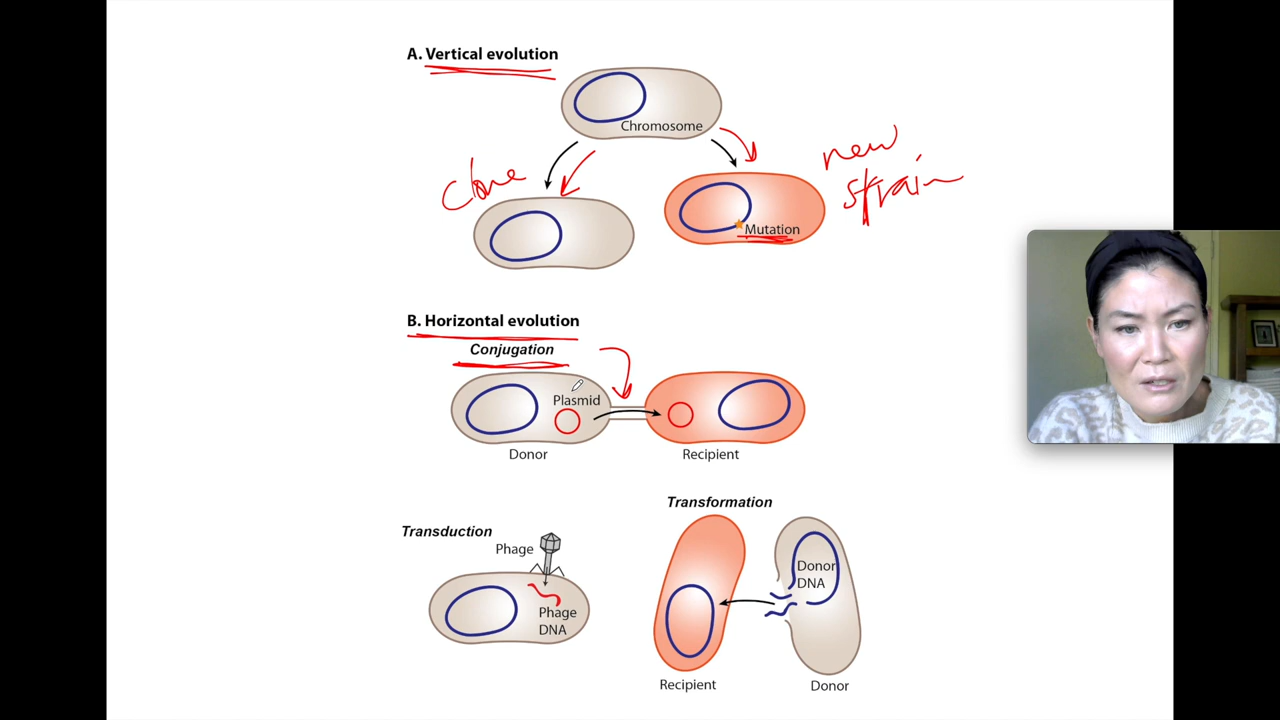 A. Vertical evolution
Chromosome
Clone
new
strain
Mutation
B. Horizontal evolution
Conjugation
Plasmid
Donor
Recipient
Transduction
Phage
Phage
DNA
Transformation
Donor
DNA
Recipient
Donor